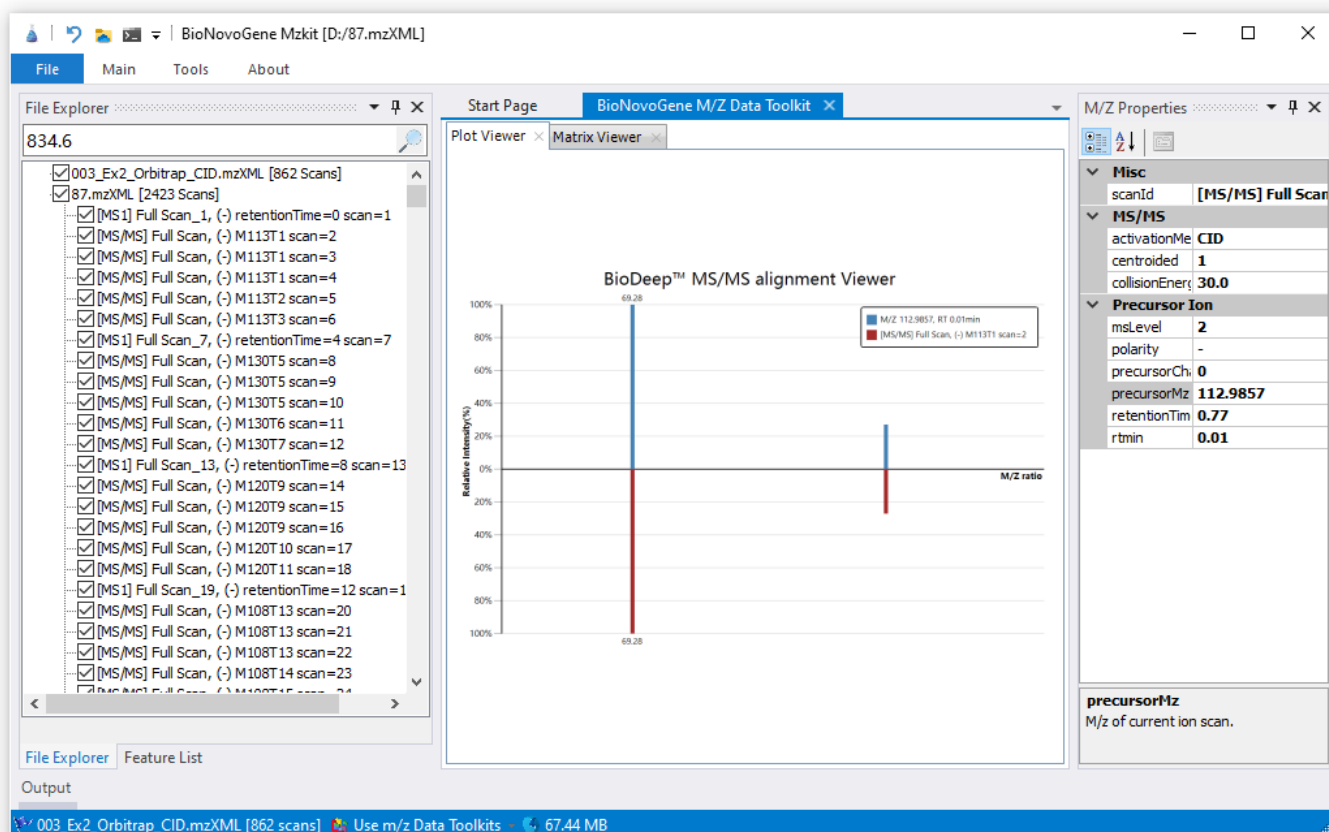 BioNovoGene Mzkit [D:/87.mzXML]
File Main Tools About
File Explorer
834.6
003_Ex2_Orbitrap_CID.mzXML [862 Scans]
87.mzXML [2423 Scans]
[MS1] Full Scan_1, (-) retentionTime=0 scan=1
[MS/MS] Full Scan, (-) M113T1 scan=2
[MS/MS] Full Scan, (-) M113T1 scan=3
[MS/MS] Full Scan, (-) M113T1 scan=4
[MS/MS] Full Scan, (-) M113T2 scan=5
[MS/MS] Full Scan, (-) M113T3 scan=6
[MS1] Full Scan_7, (-) retentionTime=4 scan=7
[MS/MS] Full Scan, (-) M130T5 scan=8
[MS/MS] Full Scan, (-) M130T5 scan=9
[MS/MS] Full Scan, (-) M130T5 scan=10
[MS/MS] Full Scan, (-) M130T6 scan=11
[MS/MS] Full Scan, (-) M130T7 scan=12
[MS1] Full Scan_13, (-) retentionTime=8 scan=13
[MS/MS] Full Scan, (-) M120T9 scan=14
[MS/MS] Full Scan, (-) M120T9 scan=15
[MS/MS] Full Scan, (-) M120T9 scan=16
[MS/MS] Full Scan, (-) M120T10 scan=17
[MS/MS] Full Scan, (-) M120T11 scan=18
[MS1] Full Scan_19, (-) retentionTime=12 scan=1
[MS/MS] Full Scan, (-) M108T13 scan=20
[MS/MS] Full Scan, (-) M108T13 scan=21
[MS/MS] Full Scan, (-) M108T13 scan=22
[MS/MS] Full Scan, (-) M108T14 scan=23
File Explorer Feature List
Output
Start Page BioNovoGene M/Z Data Toolkit
Plot Viewer Matrix Viewer
BioDeep™ MS/MS alignment Viewer
69.28
M/Z 112.9857, RT 0.01min
[MS/MS] Full Scan, (-) M113T1 scan=2
100%
80%
60%
40%
20%
0%
20%
40%
60%
80%
100%
Relative Intensity(%)
M/Z ratio
69.28
M/Z Properties
Misc
scanId [MS/MS] Full Scan
MS/MS
activationMe CID
centroided 1
collisionEnerg 30.0
Precursor Ion
msLevel 2
polarity -
precursorCha 0
precursorMz 112.9857
retentionTim 0.77
rtmin 0.01
precursorMz
M/z of current ion scan.
003_Ex2_Orbitrap_CID.mzXML [862 scans] Use m/z Data Toolkits 67.44 MB